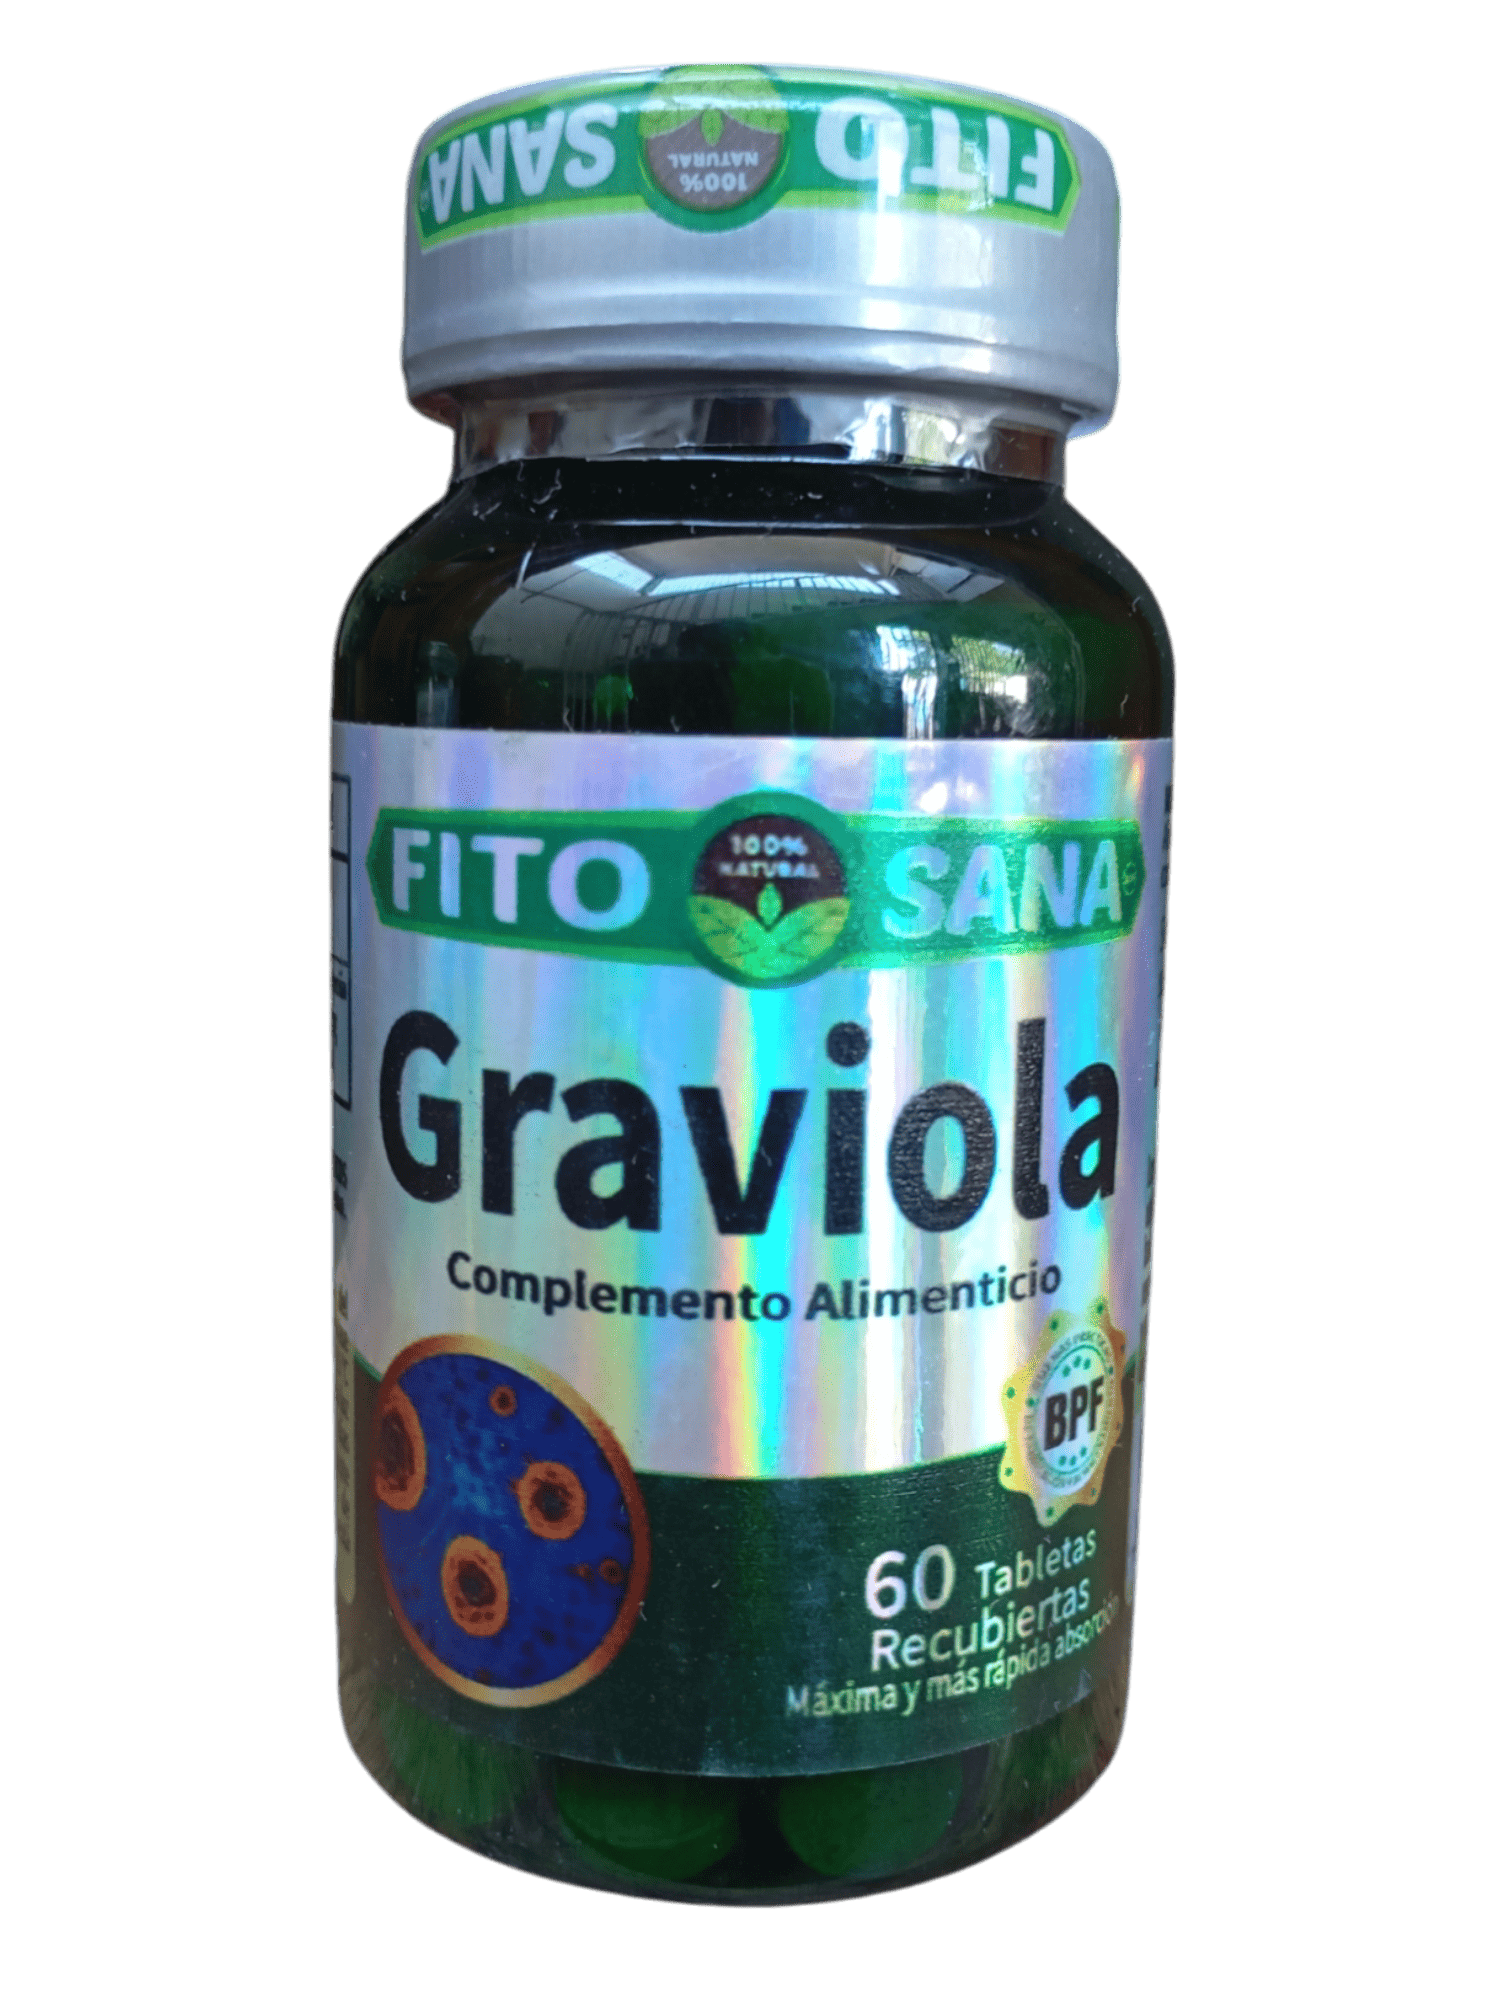 FITO 100% NATURAL SANA
FITO 100% NATURAL SANA
Graviola
Complemento Alimenticio
BPF
60 Tabletas
Recubiertas
Máxima y más rápida absorción